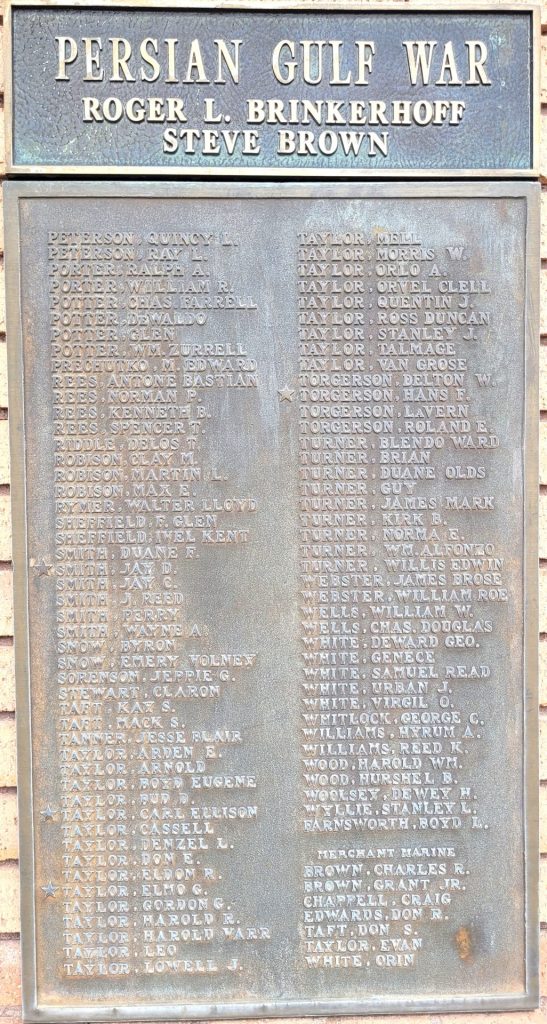 PERSIAN GULF WAR
ROGER L. BRINKERHOFF
STEVE BROWN
PETERSON, QUINCY L.
PETERSON, RAY L.
PORTER, RALPH A.
PORTER, WILLIAM R.
POTTER, CHAS. FARRELL
POTTER, DEWALDO
POTTER, GLEN
POTTER, WM. ZURRELL
PRECHUTKO, M. EDWARD
REES, ANTONE BASTIAN
REES, NORMAN P.
REES, KENNETH B.
REES, SPENCER T.
RIDDLE, DELOS T.
ROBISON, CLAY M.
ROBISON, MARTIN L.
ROBISON, MAX E.
RYMER, WALTER LLOYD
SHEFFIELD, F. GLEN
SHEFFIELD, IWEL KENT
SMITH, DUANE F.
SMITH, JAY D.
SMITH, JAY C.
SMITH, J. REED
SMITH, PERRY
SMITH, WAYNE A.
SNOW, BYRON
SNOW, EMERY VOLNEY
SORENSON, JEPPIE G.
STEWART, CLARON
TAFT, KAY S.
TAFT, MACK S.
TANNER, JESSE BLAIR
TAYLOR, ARDEN E.
TAYLOR, ARNOLD
TAYLOR, BOYD EUGENE
TAYLOR, BUD D.
TAYLOR, CARL ELLISON
TAYLOR, CASSELL
TAYLOR, DENZEL L.
TAYLOR, DON E.
TAYLOR, ELDON R.
TAYLOR, ELMO G.
TAYLOR, GORDON G.
TAYLOR, HAROLD R.
TAYLOR, HAROLD VARR
TAYLOR, LEO
TAYLOR, LOWELL J.
TAYLOR, MELL
TAYLOR, MORRIS W.
TAYLOR, ORLO A.
TAYLOR, ORVEL CLELL
TAYLOR, QUENTIN J.
TAYLOR, ROSS DUNCAN
TAYLOR, STANLEY J.
TAYLOR, TALMAGE
TAYLOR, VAN GROSE
TORGERSON, DELTON W.
TORGERSON, HANS F.
TORGERSON, LAVERN
TORGERSON, ROLAND E.
TURNER, BLENDO WARD
TURNER, BRIAN
TURNER, DUANE OLDS
TURNER, GUY
TURNER, JAMES MARK
TURNER, KIRK B.
TURNER, NORMA E.
TURNER, WM. ALFONZO
TURNER, WILLIS EDWIN
WEBSTER, JAMES BROSE
WEBSTER, WILLIAM ROE
WELLS, WILLIAM W.
WELLS, CHAS. DOUGLAS
WHITE, DEWARD GEO.
WHITE, GENECE
WHITE, SAMUEL READ
WHITE, URBAN J.
WHITE, VIRGIL O.
WHITLOCK, GEORGE C.
WILLIAMS, HYRUM A.
WILLIAMS, REED K.
WOOD, HAROLD WM.
WOOD, HURSHEL B.
WOOLSEY, DEWEY H.
WYLLIE, STANLEY L.
FARNSWORTH, BOYD L.
MERCHANT MARINE
BROWN, CHARLES R.
BROWN, GRANT JR.
CHAPPELL, CRAIG
EDWARDS, DON R.
TAFT, DON S.
TAYLOR, EVAN
WHITE, ORIN